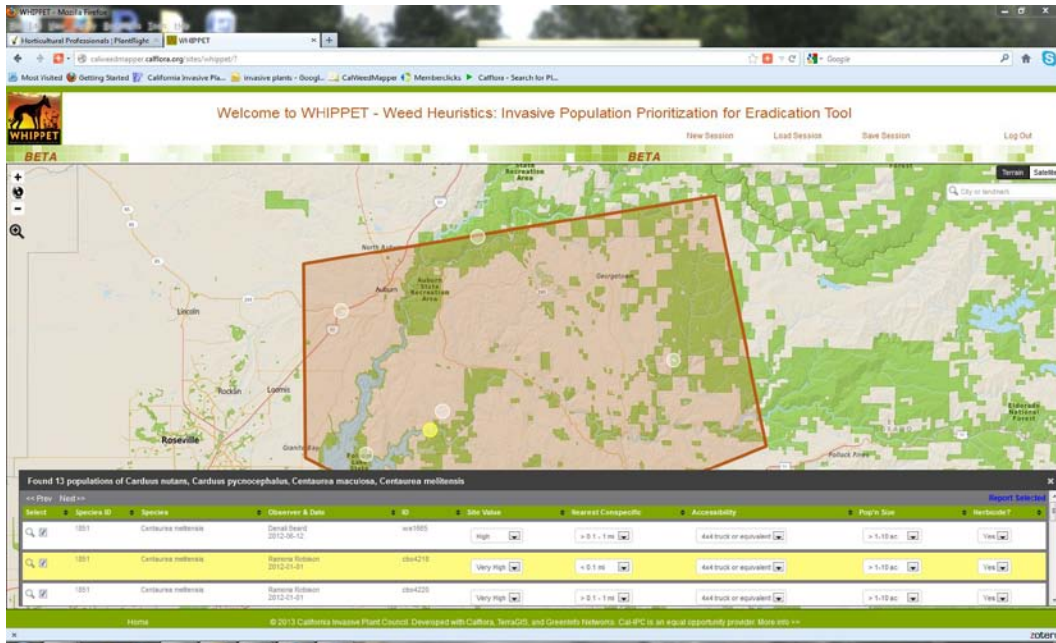 WHIPPET - Mozilla Firefox
Horticultural Professionals | PlantRight
WHIPPET
calweedmapper.calflora.org/sites/whippet/?
Google
Most Visited Getting Started California Invasive Pla... invasive plants - Googl... CalWeedMapper Memberclicks Calflora - Search for Pl...
WHIPPET
Welcome to WHIPPET - Weed Heuristics: Invasive Population Prioritization for Eradication Tool
New Session Load Session Save Session Log Out
BETA BETA
State Recreation Area
Forest
Terrain Satellite
City or landmark
North Auburn
Auburn
Auburn State Recreation Area
Georgetown
Lincoln
Rocklin
Loomis
Roseville
Granite Bay
Folsom Lake State
Pollock Pines
Eldorado National Forest
Found 13 populations of Carduus nutans, Carduus pycnocephalus, Centaurea maculosa, Centaurea melitensis
<< Prev Next >>
Report Selected
Select Species ID Species Observer & Date ID Site Value Nearest Conspecific Accessibility Pop'n Size Herbicide?
1851 Centaurea melitensis Denali Beard 2012-06-12 High > 0.1 - 1 mi 4x4 truck or equivalent > 1-10 ac Yes
1851 Centaurea melitensis Ramona Robison 2012-01-01 cbx4218 Very High < 0.1 mi 4x4 truck or equivalent > 1-10 ac Yes
1851 Centaurea melitensis Ramona Robison 2012-01-01 Very High > 0.1 - 1 mi 4x4 truck or equivalent > 1-10 ac Yes
Home
© 2013 California Invasive Plant Council. Developed with Calflora, TerraGIS, and GreenInfo Networks. Cal-IPC is an equal opportunity provider. More info >>
zotero